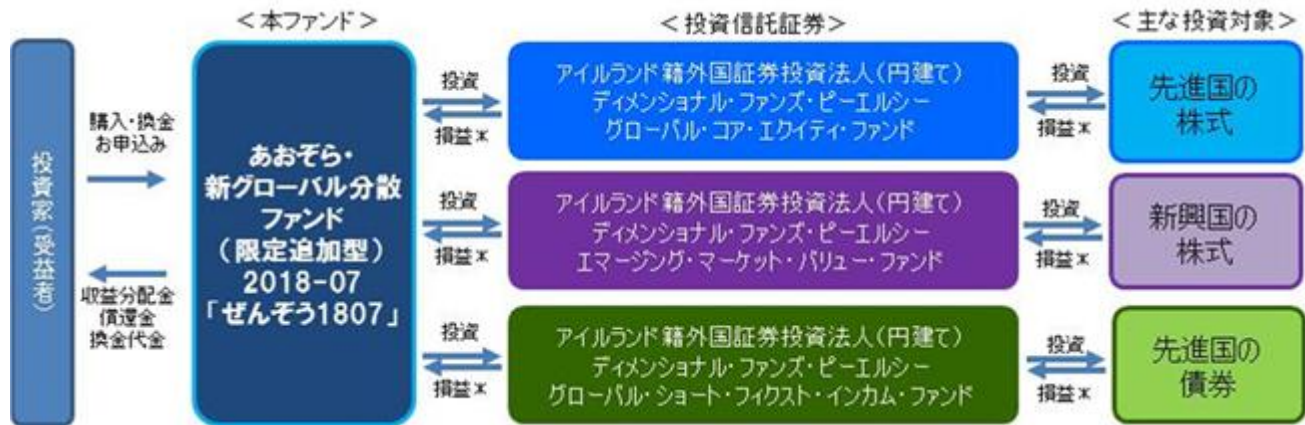 ＜本ファンド＞
＜投資信託証券＞
＜主な投資対象＞
投資家(受益者)
購入・換金
お申込み
収益分配金
償還金
換金代金
あおぞら・
新グローバル分散
ファンド
(限定追加型)
2018-07
「ぜんぞう1807」
投資
損益※
アイルランド籍外国証券投資法人(円建て)
ディメンショナル・ファンズ・ピーエルシー
グローバル・コア・エクイティ・ファンド
投資
損益※
先進国の
株式
投資
損益※
アイルランド籍外国証券投資法人(円建て)
ディメンショナル・ファンズ・ピーエルシー
エマージング・マーケット・バリュー・ファンド
投資
損益※
新興国の
株式
投資
損益※
アイルランド籍外国証券投資法人(円建て)
ディメンショナル・ファンズ・ピーエルシー
グローバル・ショート・フィクスト・インカム・ファンド
投資
損益※
先進国の
債券